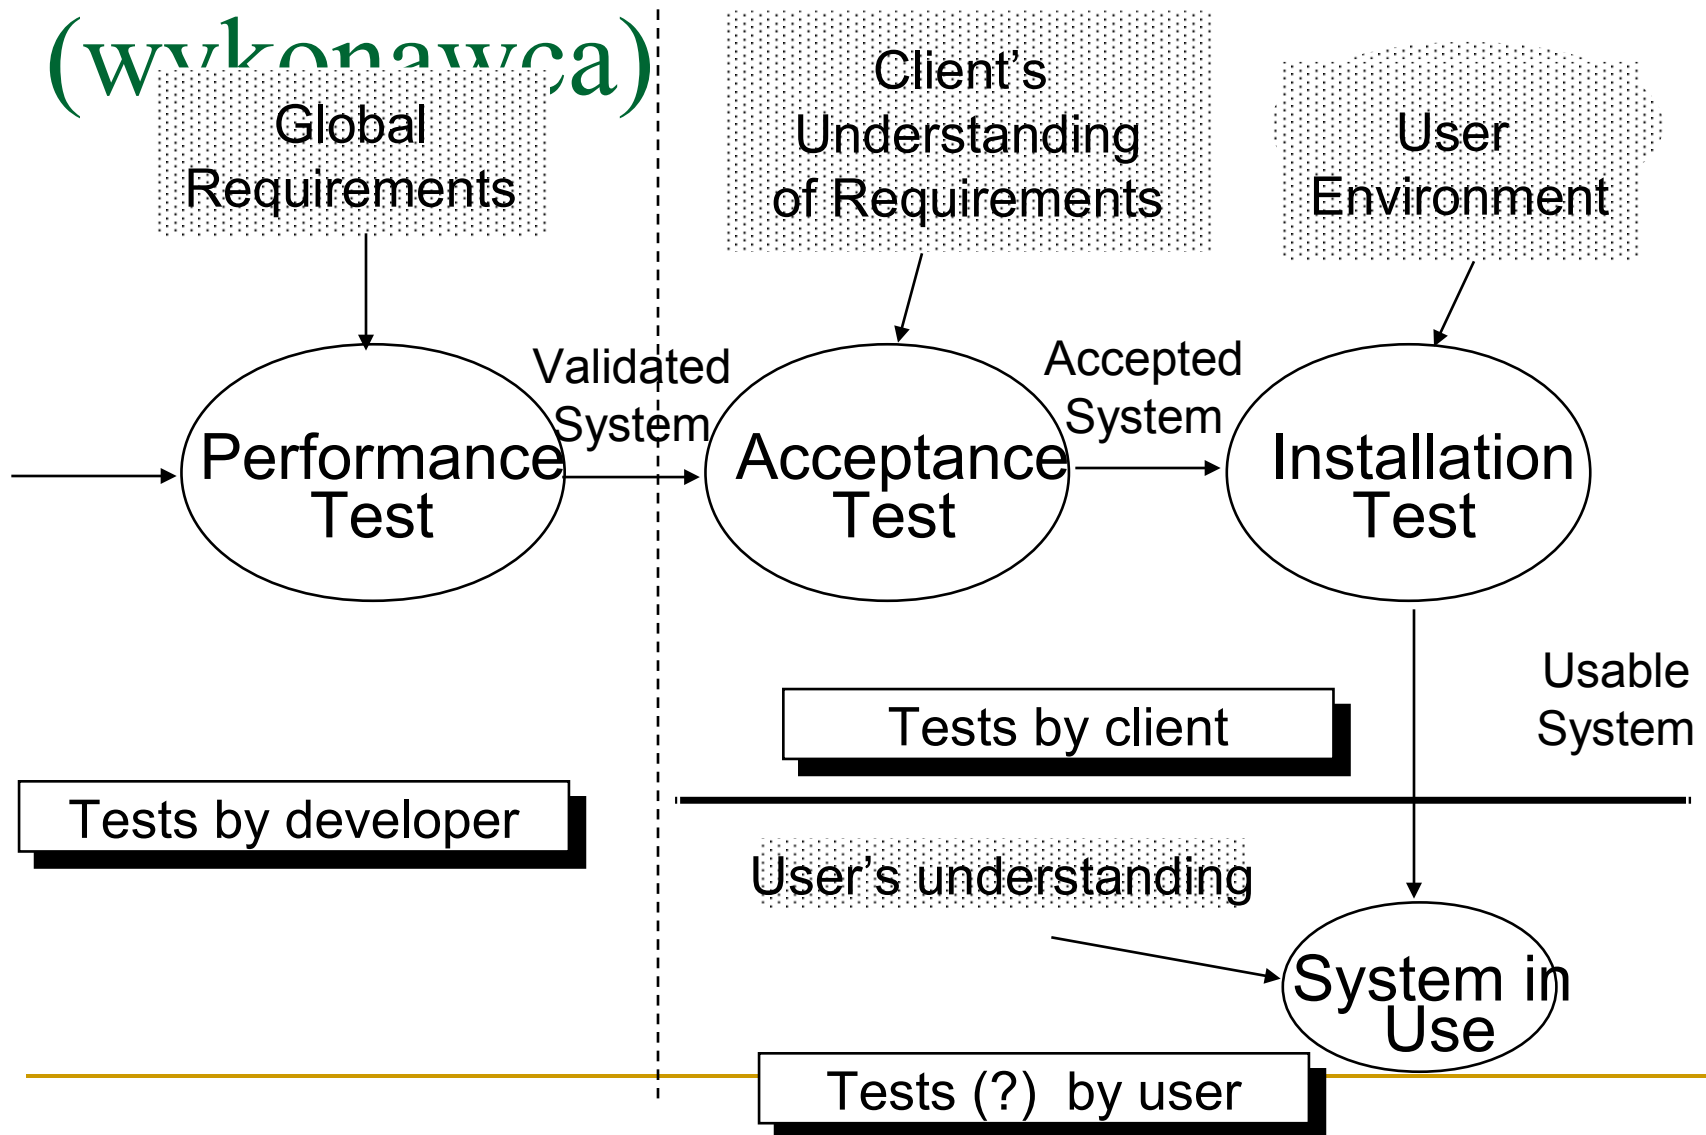 (wykonawca)
Global
Requirements
Client's
Understanding
of Requirements
User
Environment
Validated
System
Accepted
System
Performance
Test
Acceptance
Test
Installation
Test
Usable
System
Tests by client
Tests by developer
User's understanding
System in
Use
Tests (?) by user